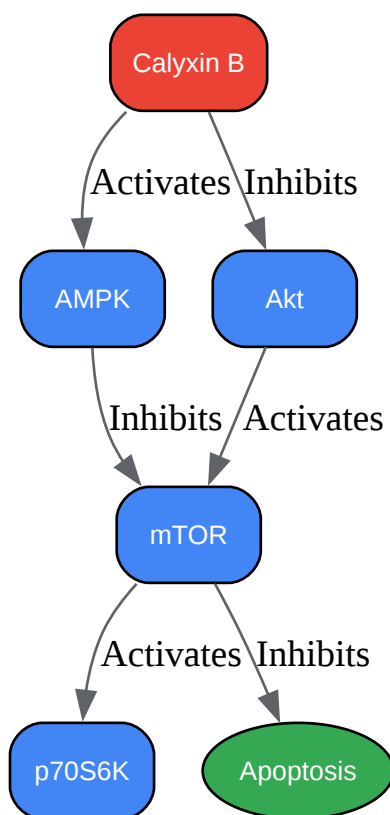 Calyxin B
Activates Inhibits
AMPK Akt
Inhibits Activates
mTOR
Activates Inhibits
p70S6K Apoptosis